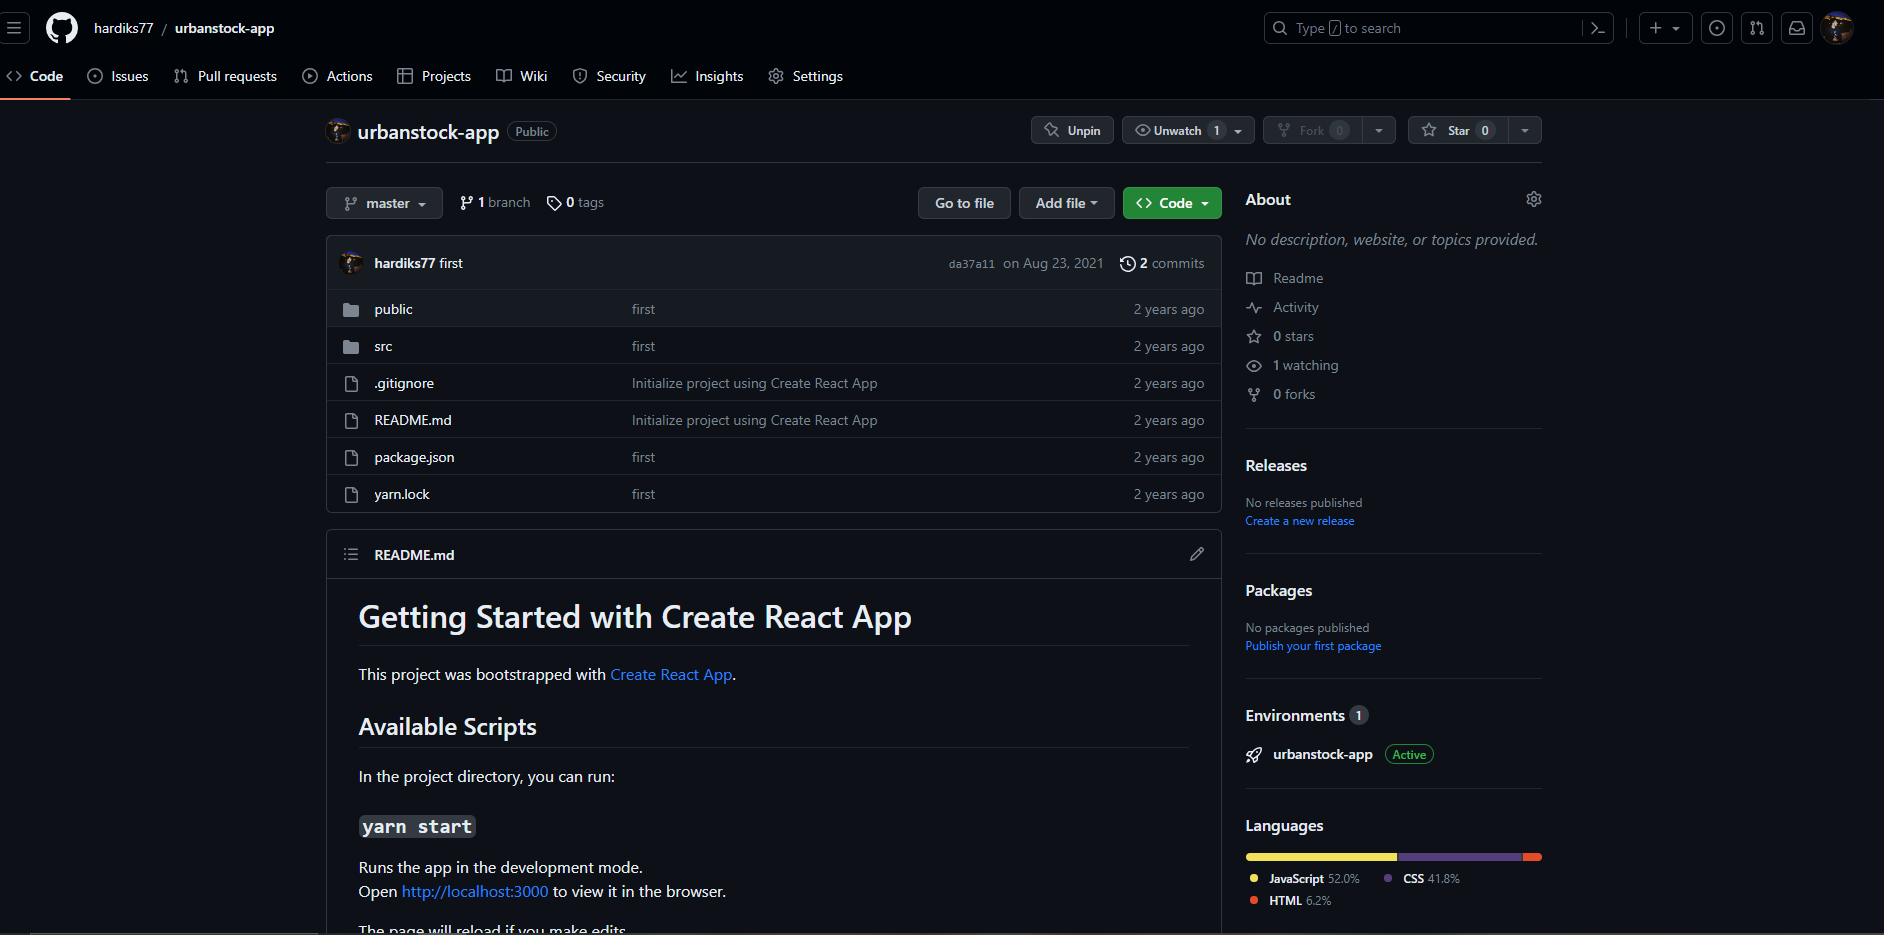 hardiks77 / urbanstock-app
Type / to search
Code
Issues
Pull requests
Actions
Projects
Wiki
Security
Insights
Settings
urbanstock-app Public
Unpin
Unwatch 1
Fork 0
Star 0
master
1 branch
0 tags
Go to file
Add file
Code
hardiks77 first
da37a11 on Aug 23, 2021
2 commits
public first 2 years ago
src first 2 years ago
.gitignore Initialize project using Create React App 2 years ago
README.md Initialize project using Create React App 2 years ago
package.json first 2 years ago
yarn.lock first 2 years ago
README.md
Getting Started with Create React App
This project was bootstrapped with Create React App.
Available Scripts
In the project directory, you can run:
yarn start
Runs the app in the development mode.
Open http://localhost:3000 to view it in the browser.
The page will reload if you make edits.
About
No description, website, or topics provided.
Readme
Activity
0 stars
1 watching
0 forks
Releases
No releases published
Create a new release
Packages
No packages published
Publish your first package
Environments 1
urbanstock-app Active
Languages
JavaScript 52.0%
CSS 41.8%
HTML 6.2%